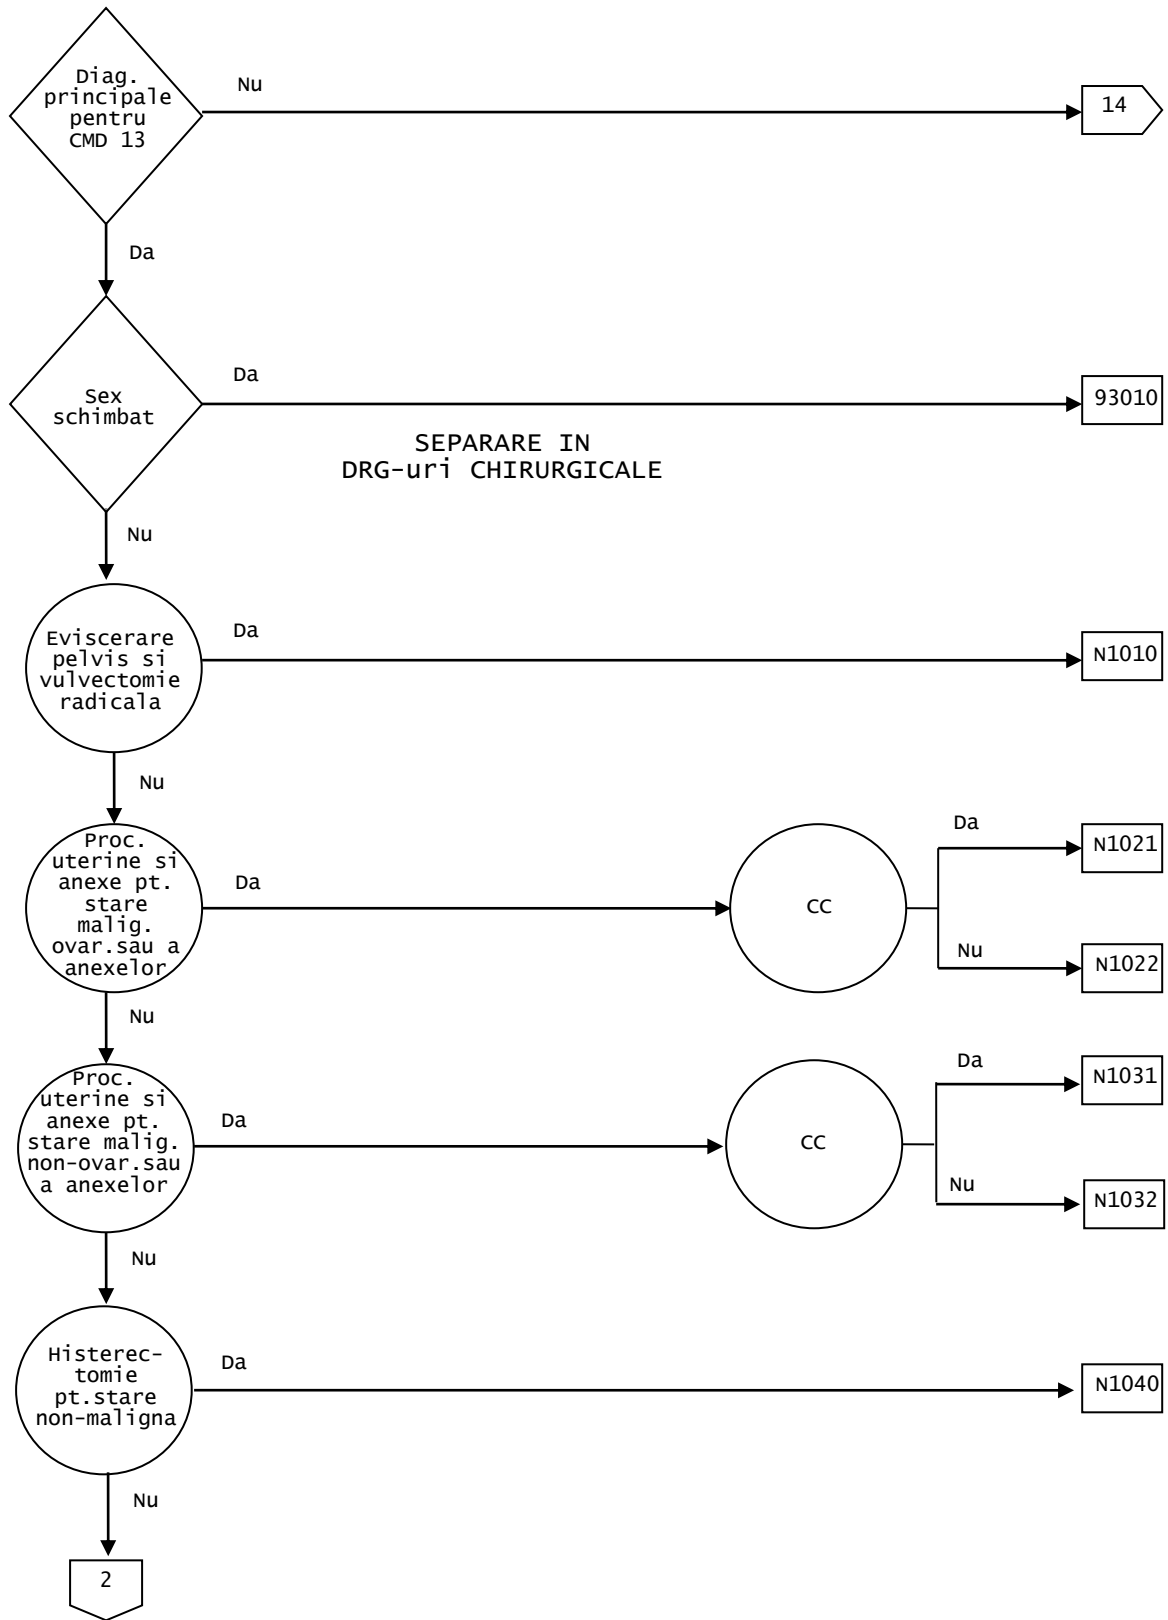 Diag.
principale
pentru
CMD 13
Nu
14
Da
Sex
schimbat
Da
93010
SEPARARE IN
DRG-uri CHIRURGICALE
Nu
Eviscerare
pelvis si
vulvectomie
radicala
Da
N1010
Nu
Proc.
uterine si
anexe pt.
stare
malig.
ovar.sau a
anexelor
Da
CC
Da
N1021
Nu
N1022
Nu
Proc.
uterine si
anexe pt.
stare malig.
non-ovar.sau
a anexelor
Da
CC
Da
N1031
Nu
N1032
Nu
Histerec-
tomie
pt.stare
non-maligna
Da
N1040
Nu
2